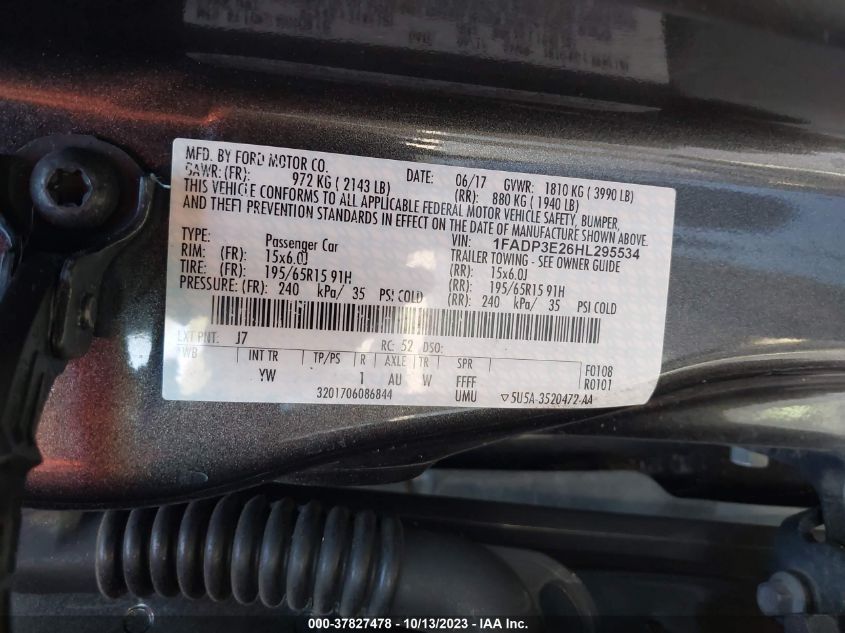 MFD. BY FORD MOTOR CO. DATE: 06/17 GVWR: 1810 KG ( 3990 LB)
GAWR: (FR): 972 KG ( 2143 LB) (RR): 880 KG ( 1940 LB)
THIS VEHICLE CONFORMS TO ALL APPLICABLE FEDERAL MOTOR VEHICLE SAFETY, BUMPER,
AND THEFT PREVENTION STANDARDS IN EFFECT ON THE DATE OF MANUFACTURE SHOWN ABOVE.
TYPE: Passenger Car VIN: 1FADP3E26HL295534
TRAILER TOWING - SEE OWNER GUIDE
RIM: (FR): 15x6.0J (RR): 15x6.0J
TIRE: (FR): 195/65R15 91H (RR): 195/65R15 91H
PRESSURE: (FR): 240 kPa/ 35 PSI COLD (RR): 240 kPa/ 35 PSI COLD
EXT PNT: J7 RC: 52 DSO:
WB INT TR TP/PS R AXLE TR SPR F0108
YW 1 AU W FFFF R0101
3201706086844 UMU ▽5U5A-3520472-AA
000-37827478 - 10/13/2023 - IAA Inc.